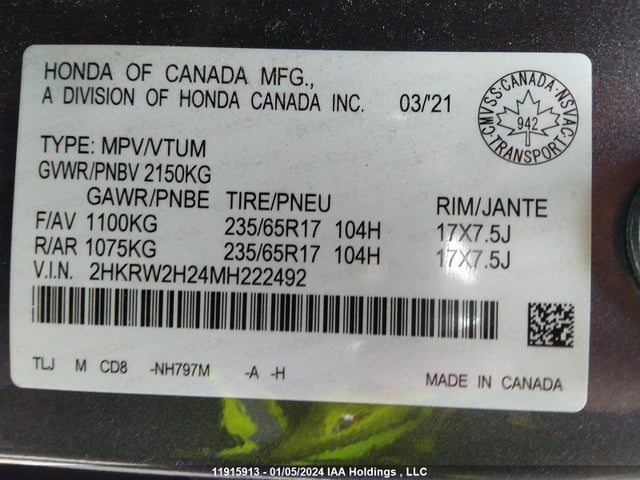 HONDA OF CANADA MFG.,
A DIVISION OF HONDA CANADA INC. 03/'21
CMVSS·CANADA·NSVAC·TRANSPORT·
942
TYPE: MPV/VTUM
GVWR/PNBV 2150KG
GAWR/PNBE TIRE/PNEU RIM/JANTE
F/AV 1100KG 235/65R17 104H 17X7.5J
R/AR 1075KG 235/65R17 104H 17X7.5J
V.I.N. 2HKRW2H24MH222492
TLJ M CD8 -NH797M -A -H
MADE IN CANADA
11915913 - 01/05/2024 IAA Holdings , LLC